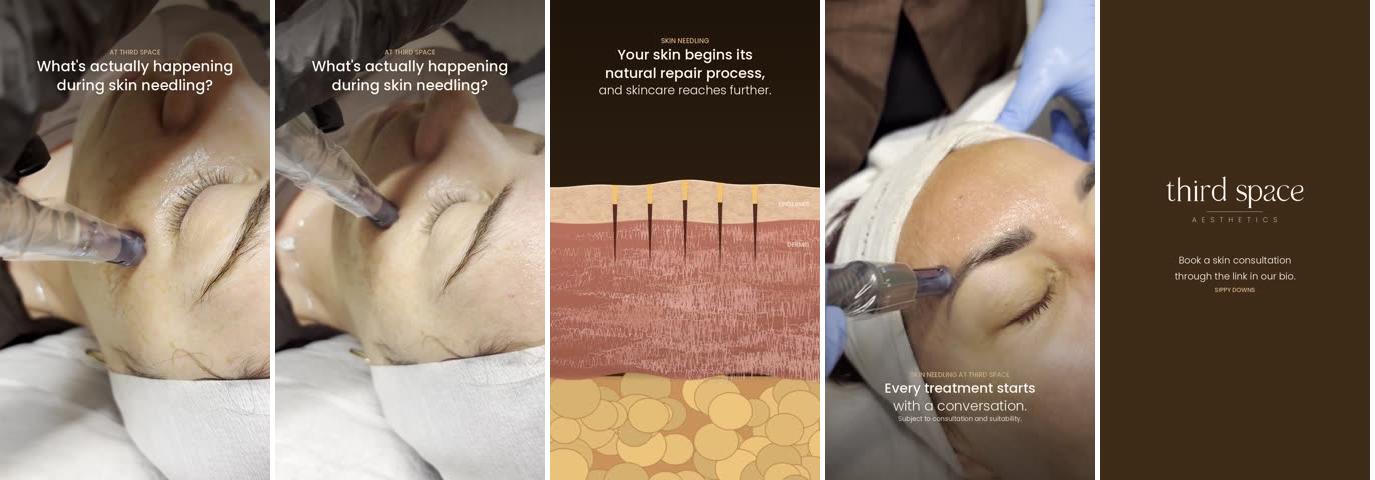 AT THIRD SPACE
What's actually happening
during skin needling?
AT THIRD SPACE
What's actually happening
during skin needling?
SKIN NEEDLING
Your skin begins its
natural repair process,
and skincare reaches further.
EPIDERMIS
DERMIS
SKIN NEEDLING AT THIRD SPACE
Every treatment starts
with a conversation.
Subject to consultation and suitability.
third space
AESTHETICS
Book a skin consultation
through the link in our bio.
SIPPY DOWNS